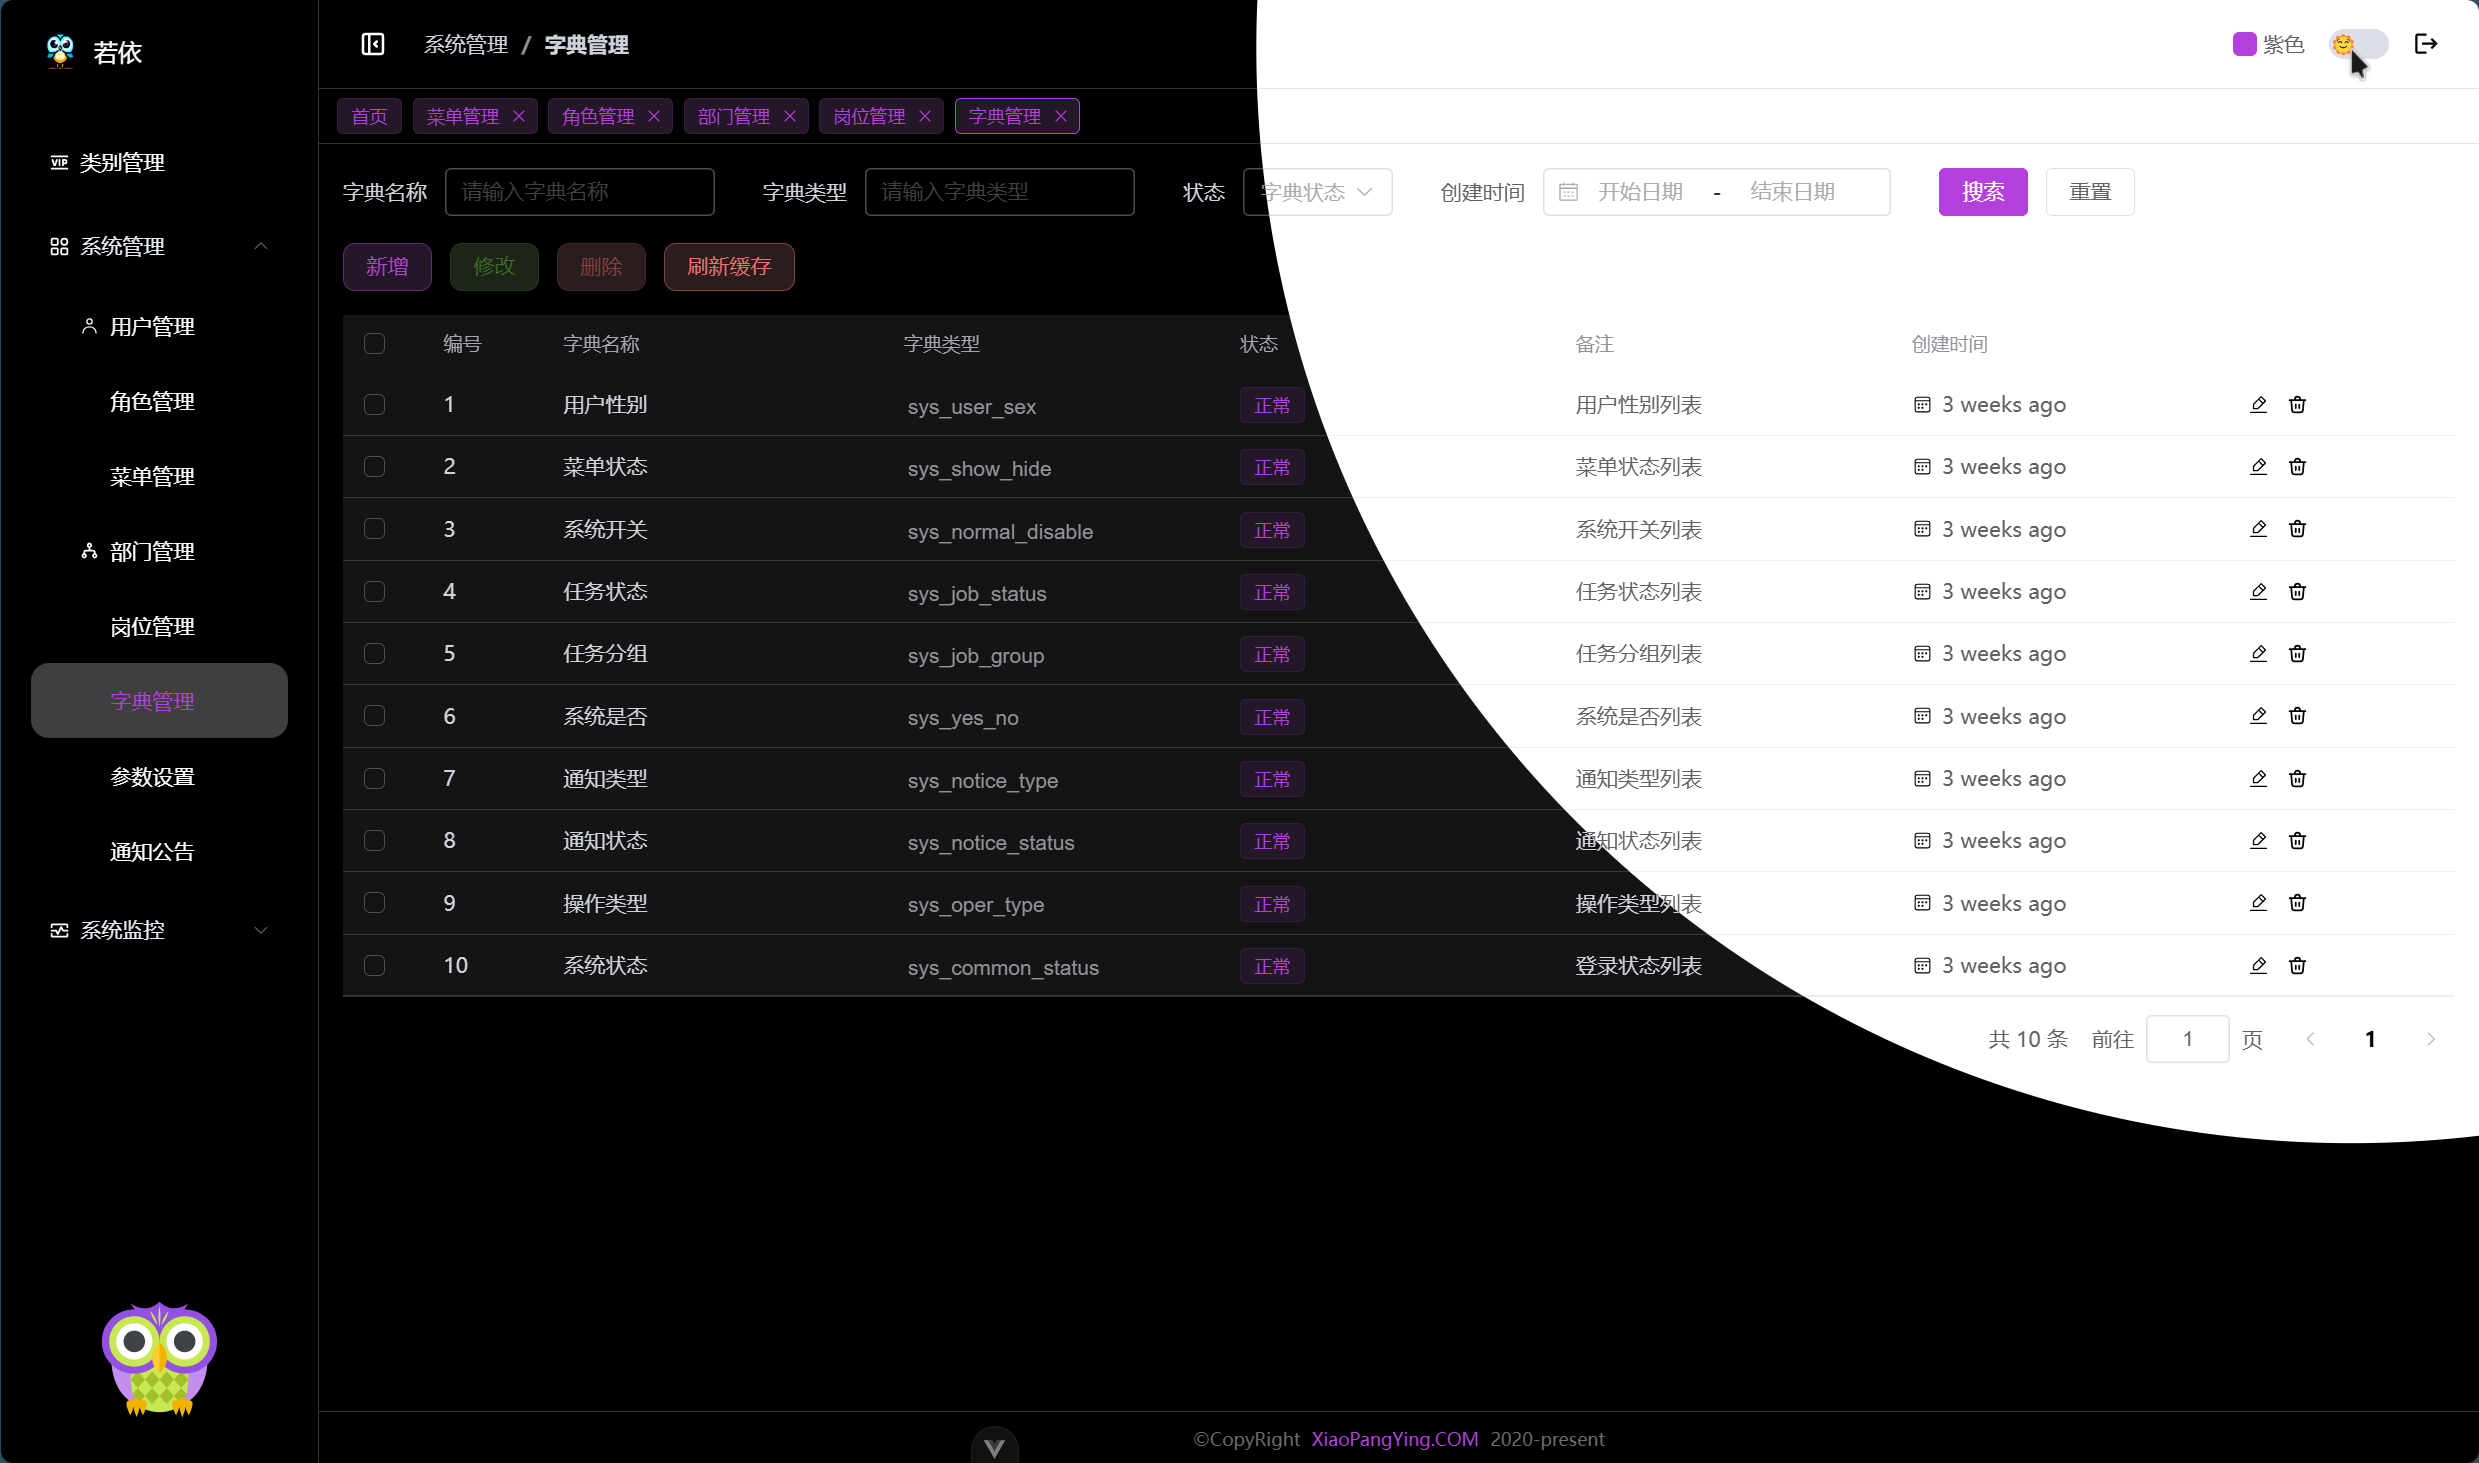 若依
系统管理 / 字典管理
紫色
首页 菜单管理 角色管理 部门管理 岗位管理 字典管理
VIP 类别管理
系统管理
用户管理
角色管理
菜单管理
部门管理
岗位管理
字典管理
参数设置
通知公告
系统监控
字典名称 请输入字典名称 字典类型 请输入字典类型 状态 字典状态 创建时间 开始日期 - 结束日期 搜索 重置
新增 修改 删除 刷新缓存
编号 字典名称 字典类型 状态 备注 创建时间
1 用户性别 sys_user_sex 正常 用户性别列表 3 weeks ago
2 菜单状态 sys_show_hide 正常 菜单状态列表 3 weeks ago
3 系统开关 sys_normal_disable 正常 系统开关列表 3 weeks ago
4 任务状态 sys_job_status 正常 任务状态列表 3 weeks ago
5 任务分组 sys_job_group 正常 任务分组列表 3 weeks ago
6 系统是否 sys_yes_no 正常 系统是否列表 3 weeks ago
7 通知类型 sys_notice_type 正常 通知类型列表 3 weeks ago
8 通知状态 sys_notice_status 正常 通知状态列表 3 weeks ago
9 操作类型 sys_oper_type 正常 操作类型列表 3 weeks ago
10 系统状态 sys_common_status 正常 登录状态列表 3 weeks ago
共 10 条 前往 1 页 1
©CopyRight XiaoPangYing.COM 2020-present